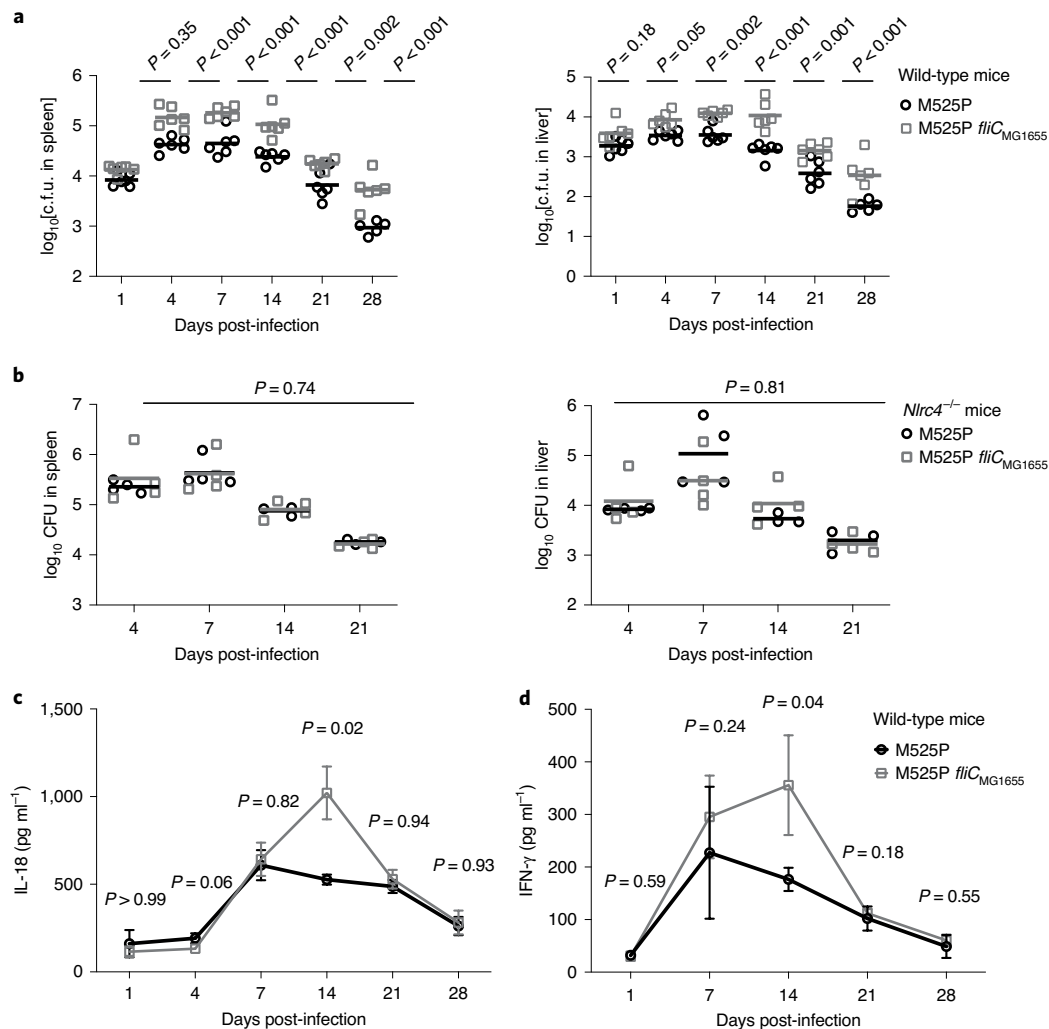 a
P = 0.35 P < 0.001 P < 0.001 P < 0.001 P = 0.002 P < 0.001
6
5
4
3
2
log10[c.f.u. in spleen]
1 4 7 14 21 28
Days post-infection
P = 0.18 P = 0.05 P = 0.002 P < 0.001 P = 0.001 P < 0.001
5
4
3
2
1
0
log10[c.f.u. in liver]
1 4 7 14 21 28
Days post-infection
Wild-type mice
M525P
M525P fliCMG1655
b
P = 0.74
7
6
5
4
3
log10 CFU in spleen
4 7 14 21
Days post-infection
P = 0.81
6
5
4
3
2
log10 CFU in liver
4 7 14 21
Days post-infection
Nlrc4−/− mice
M525P
M525P fliCMG1655
c
1,500
1,000
500
0
IL-18 (pg ml−1)
P > 0.99
P = 0.06
P = 0.82
P = 0.02
P = 0.94
P = 0.93
1 4 7 14 21 28
Days post-infection
d
500
400
300
200
100
0
IFN-γ (pg ml−1)
P = 0.59
P = 0.24
P = 0.04
P = 0.18
P = 0.55
1 7 14 21 28
Days post-infection
Wild-type mice
M525P
M525P fliCMG1655